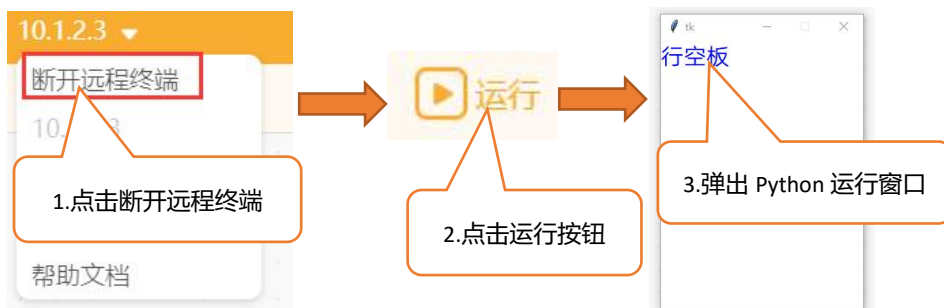 10.1.2.3
断开远程终端
10.
3
1.点击断开远程终端
帮助文档
运行
2.点击运行按钮
tk
行空板
3.弹出 Python 运行窗口